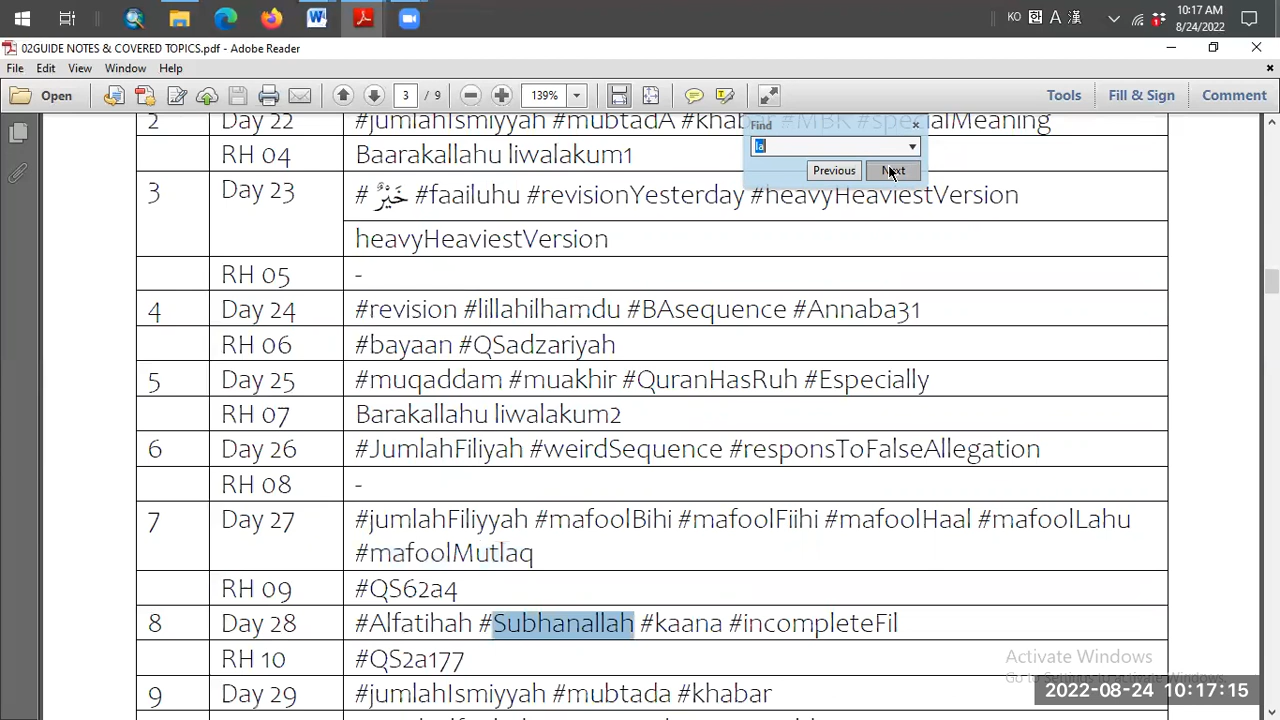 10:17 AM
KO 한 A 漢
8/24/2022
02GUIDE NOTES & COVERED TOPICS.pdf - Adobe Reader
File Edit View Window Help
Open 3 / 9 139% Tools Fill & Sign Comment
Find
la
Previous Next
2 Day 22 #jumlahIsmiyyah #mubtadA #khabar #MBK #specialMeaning
RH 04 Baarakallahu liwalakum1
3 Day 23 # خَيْرٌ #faailuhu #revisionYesterday #heavyHeaviestVersion
heavyHeaviestVersion
RH 05 -
4 Day 24 #revision #lillahilhamdu #BAsequence #Annaba31
RH 06 #bayaan #QSadzariyah
5 Day 25 #muqaddam #muakhir #QuranHasRuh #Especially
RH 07 Barakallahu liwalakum2
6 Day 26 #JumlahFiliyah #weirdSequence #responsToFalseAllegation
RH 08 -
7 Day 27 #jumlahFiliyyah #mafoolBihi #mafoolFiihi #mafoolHaal #mafoolLahu
#mafoolMutlaq
RH 09 #QS62a4
8 Day 28 #Alfatihah #Subhanallah #kaana #incompleteFil
RH 10 #QS2a177
Activate Windows
9 Day 29 #jumlahIsmiyyah #mubtada #khabar
2022-08-24 10:17:15